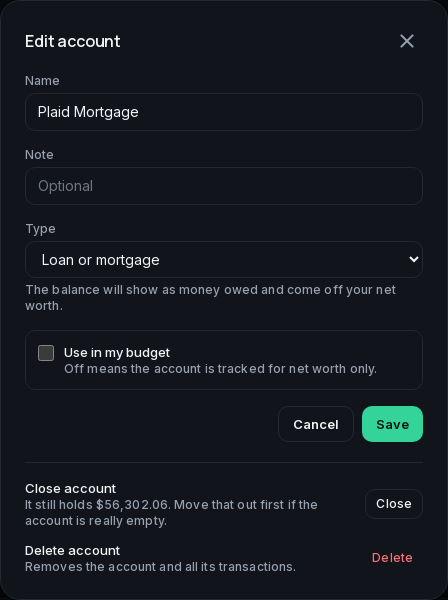 Edit account
Name
Plaid Mortgage
Note
Optional
Type
Loan or mortgage
The balance will show as money owed and come off your net
worth.
Use in my budget
Off means the account is tracked for net worth only.
Cancel
Save
Close account
It still holds $56,302.06. Move that out first if the
account is really empty.
Close
Delete account
Removes the account and all its transactions.
Delete